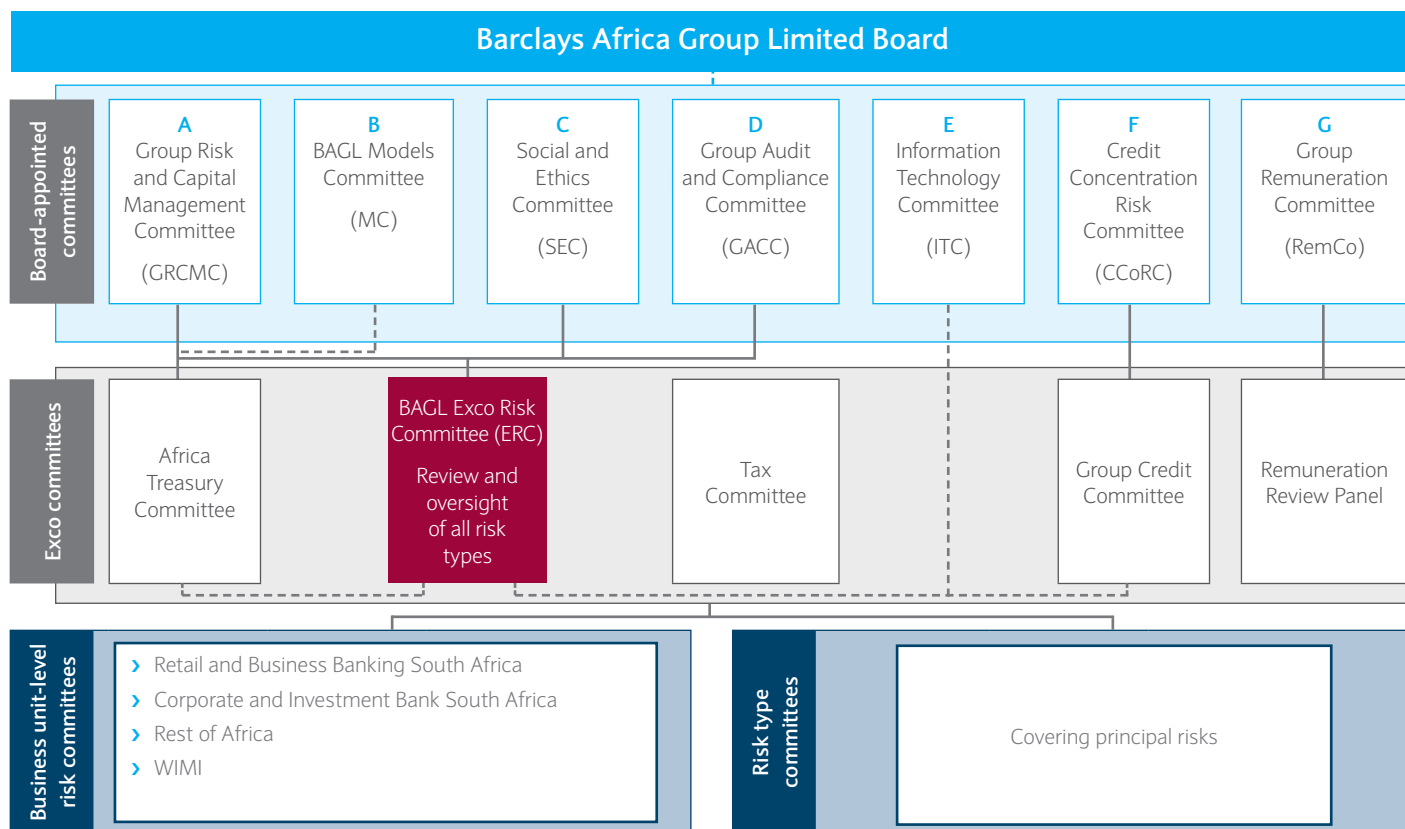 Barclays Africa Group Limited Board
Board-appointed
committees
A
Group Risk
and Capital
Management
Committee
(GRCMC)
B
BAGL Models
Committee
(MC)
C
Social and
Ethics
Committee
(SEC)
D
Group Audit
and Compliance
Committee
(GACC)
E
Information
Technology
Committee
(ITC)
F
Credit
Concentration
Risk
Committee
(CCoRC)
G
Group
Remuneration
Committee
(RemCo)
Exco committees
Africa
Treasury
Committee
BAGL Exco Risk
Committee (ERC)
Review and
oversight
of all risk
types
Tax
Committee
Group Credit
Committee
Remuneration
Review Panel
Business unit-level
risk committees
› Retail and Business Banking South Africa
› Corporate and Investment Bank South Africa
› Rest of Africa
› WIMI
Risk type
committees
Covering principal risks